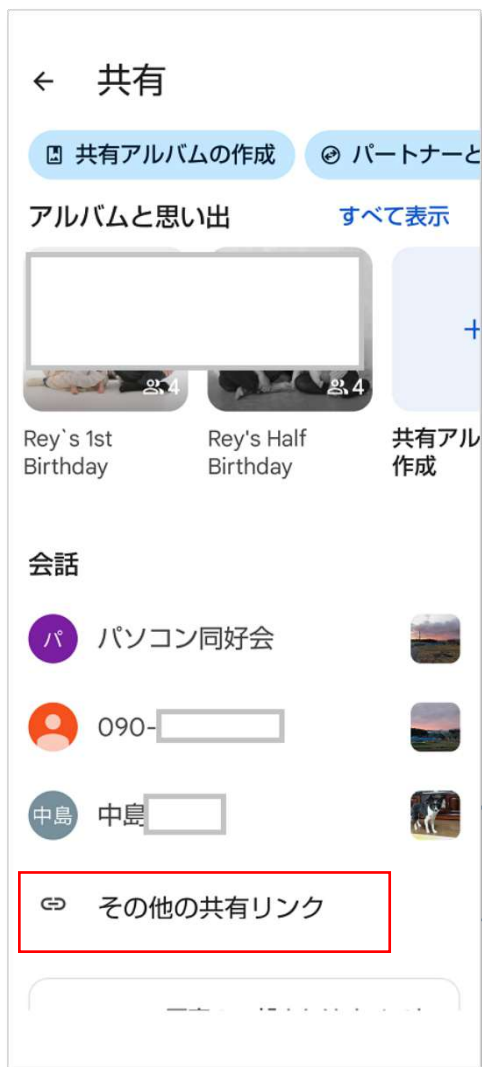 共有
共有アルバムの作成
パートナーと
アルバムと思い出
すべて表示
4
4
Rey`s 1st
Birthday
Rey's Half
Birthday
共有アル
作成
会話
パ
パソコン同好会
090-
中島
中島
その他の共有リンク